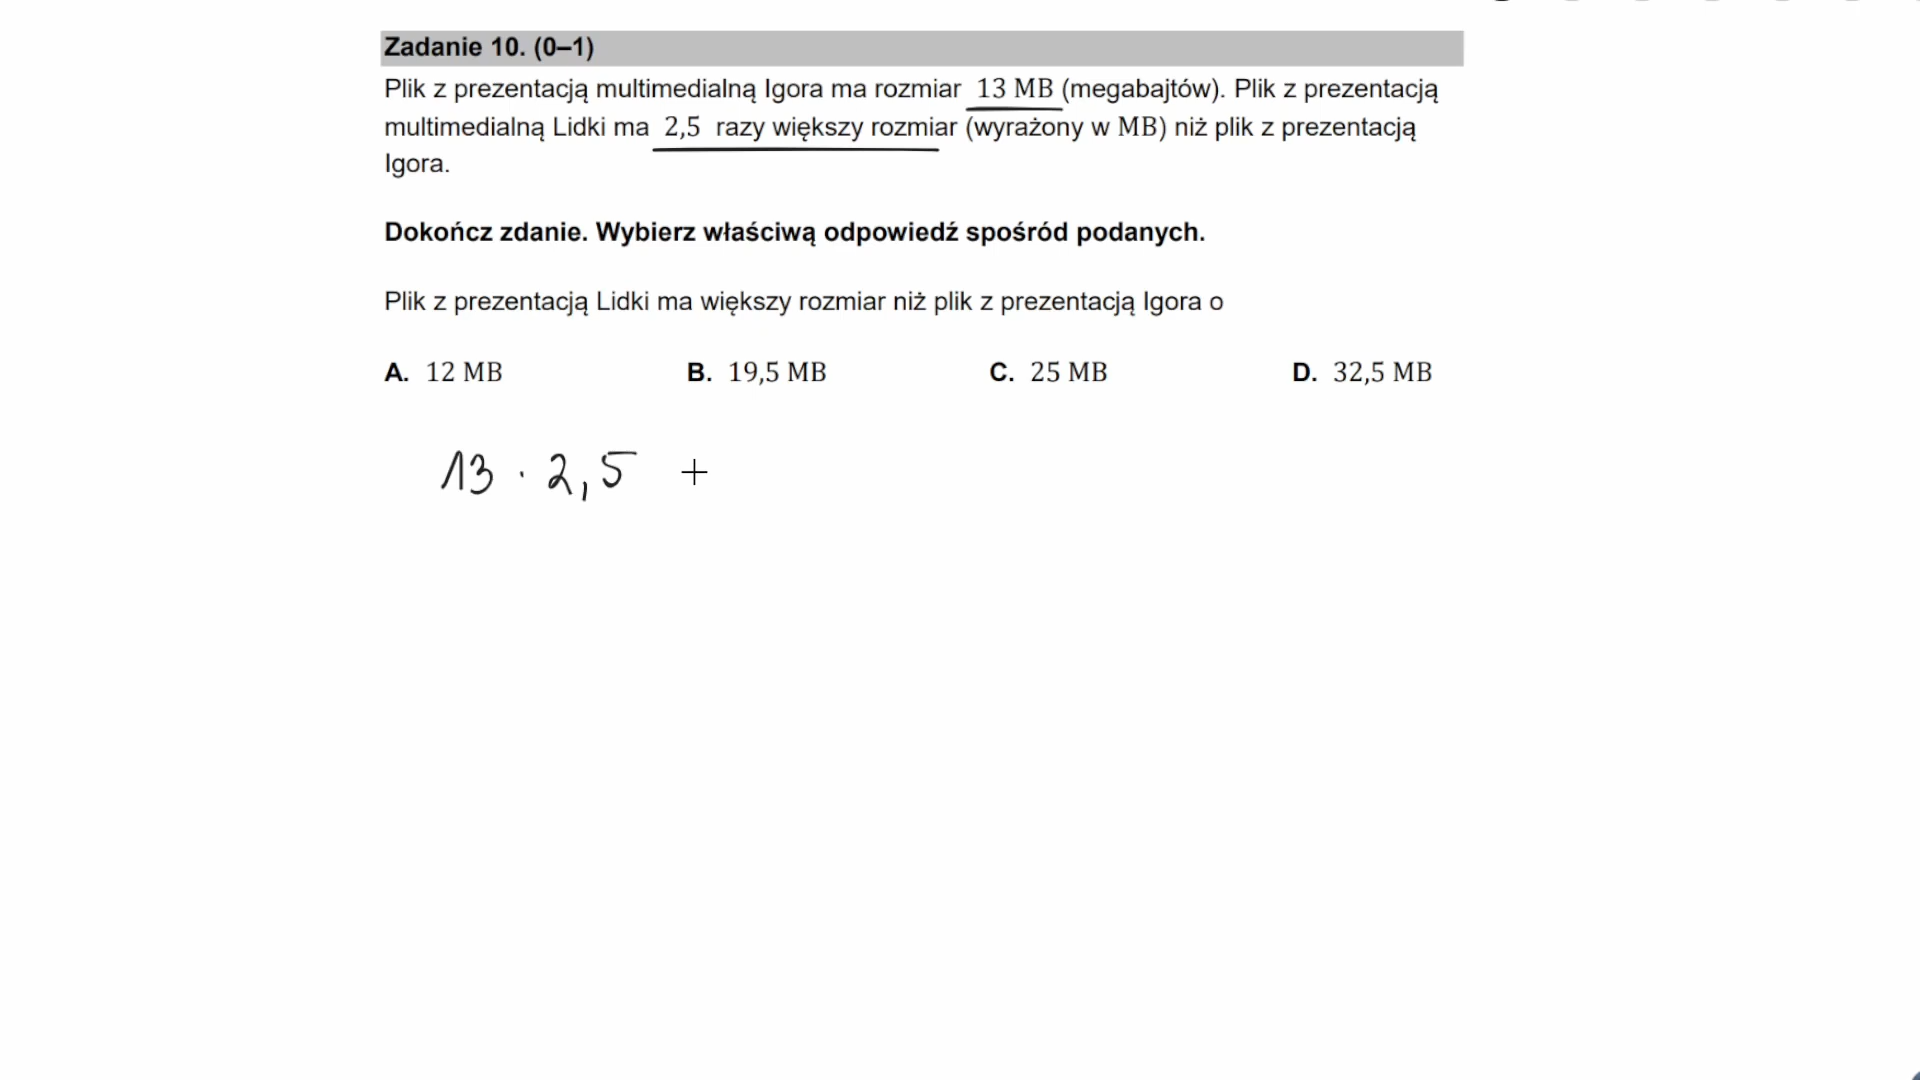 Zadanie 10. (0–1)
Plik z prezentacją multimedialną Igora ma rozmiar 13 MB (megabajtów). Plik z prezentacją
multimedialną Lidki ma 2,5 razy większy rozmiar (wyrażony w MB) niż plik z prezentacją
Igora.
Dokończ zdanie. Wybierz właściwą odpowiedź spośród podanych.
Plik z prezentacją Lidki ma większy rozmiar niż plik z prezentacją Igora o
A. 12 MB B. 19,5 MB C. 25 MB D. 32,5 MB
13 · 2,5